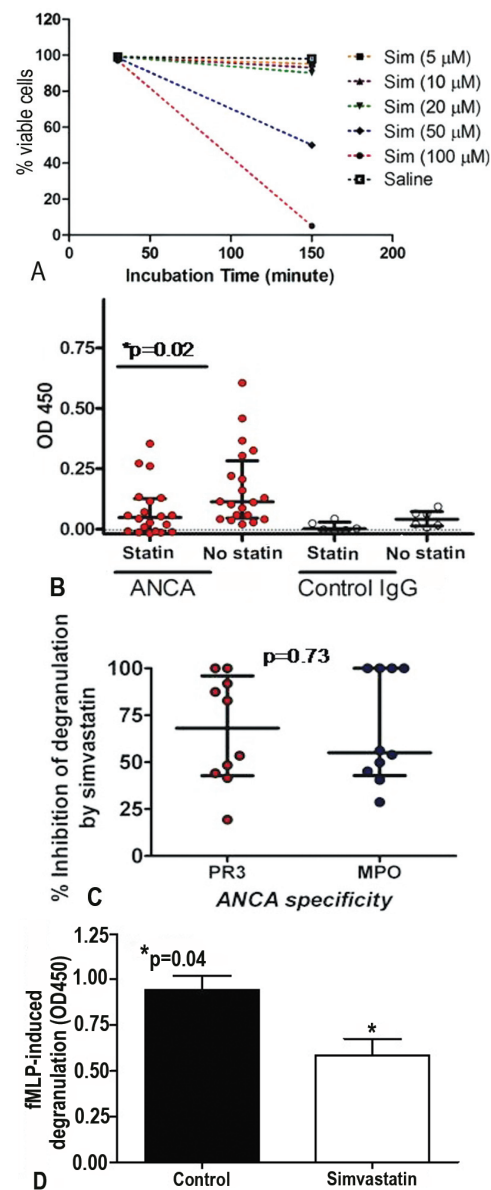 120
100
80
60
40
20
0
% viable cells
0 50 100 150 200
Incubation Time (minute)
Sim (5 µM)
Sim (10 µM)
Sim (20 µM)
Sim (50 µM)
Sim (100 µM)
Saline
A
OD 450
0.75
0.50
0.25
0.00
*p=0.02
Statin No statin Statin No statin
ANCA Control IgG
B
% Inhibition of degranulation
by simvastatin
100
75
50
25
0
p=0.73
PR3 MPO
ANCA specificity
C
fMLP-induced
degranulation (OD450)
1.25
1.00
0.75
0.50
0.25
0.00
*p=0.04
*
Control Simvastatin
D